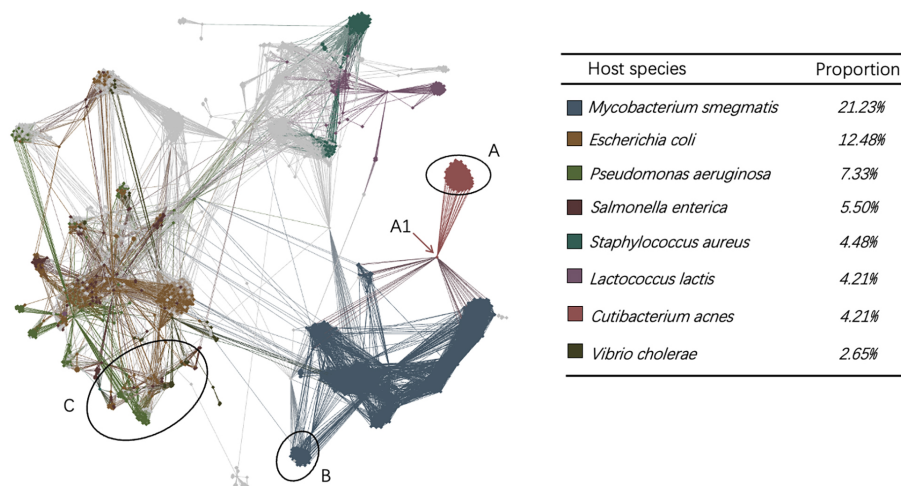 A
A1
B
C
Host species Proportion
Mycobacterium smegmatis 21.23%
Escherichia coli 12.48%
Pseudomonas aeruginosa 7.33%
Salmonella enterica 5.50%
Staphylococcus aureus 4.48%
Lactococcus lactis 4.21%
Cutibacterium acnes 4.21%
Vibrio cholerae 2.65%